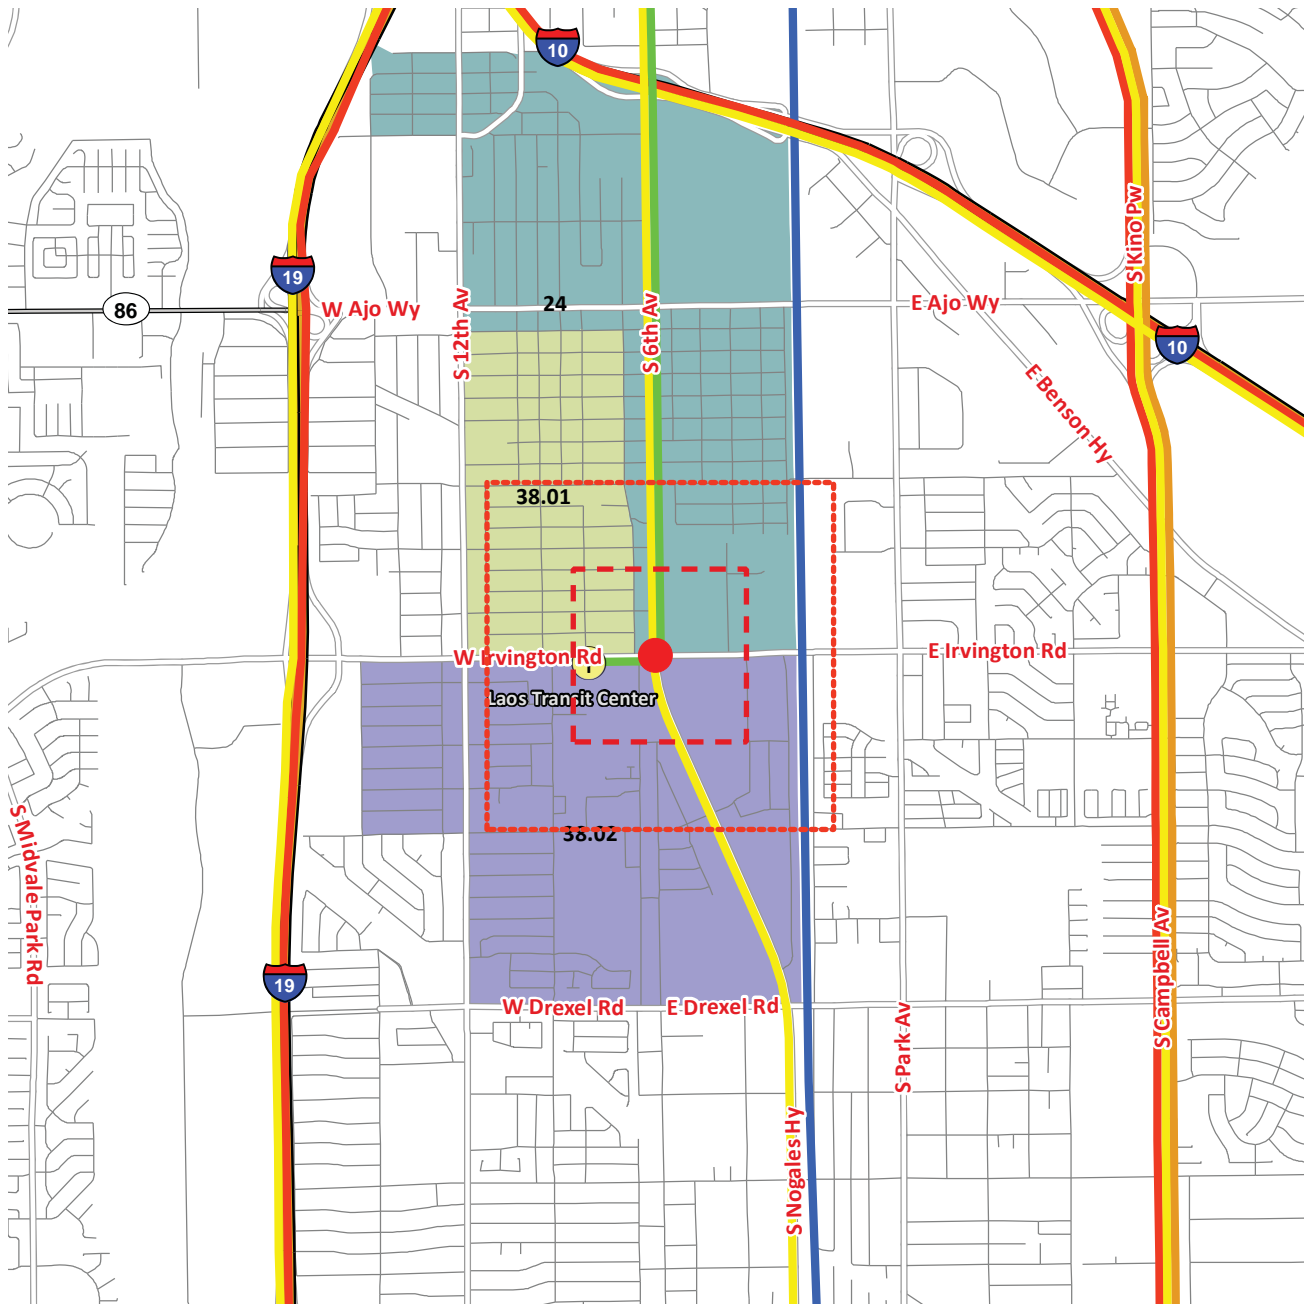 10
S Kino Pw
19
86
W Ajo Wy
S 12th Av
24
S 6th Av
E Ajo Wy
10
E Benson Hy
38.01
W Irvington Rd
E Irvington Rd
Laos Transit Center
38.02
S Midvale Park Rd
19
W Drexel Rd
E Drexel Rd
S Park Av
S Campbell Av
S Nogales Hy